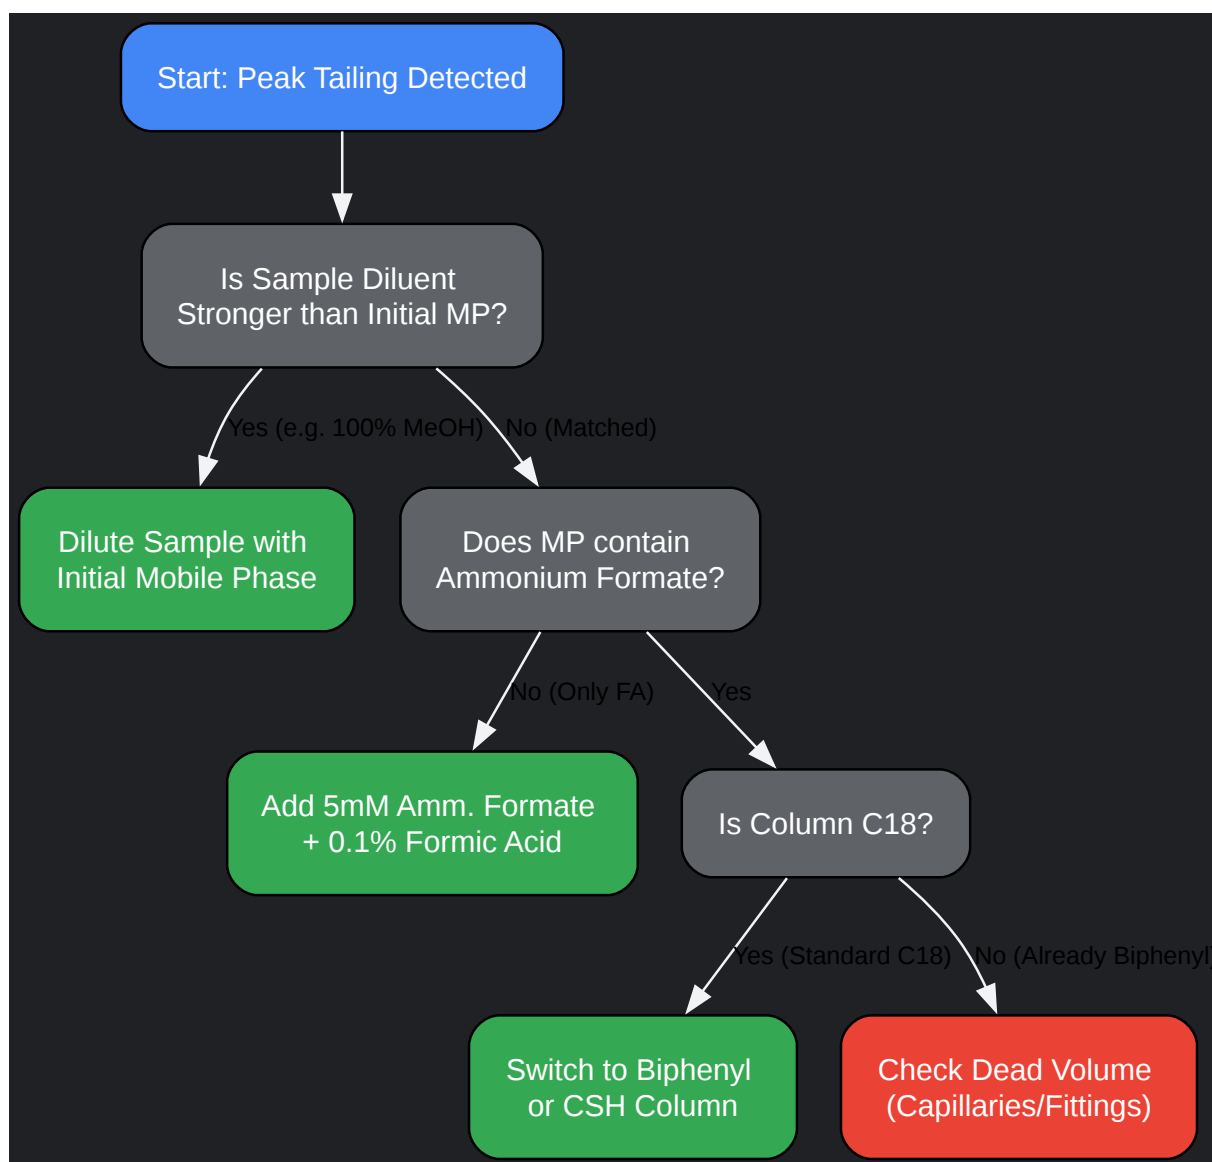 Start: Peak Tailing Detected
Is Sample Diluent
Stronger than Initial MP?
Yes (e.g. 100% MeOH)
No (Matched)
Dilute Sample with
Initial Mobile Phase
Does MP contain
Ammonium Formate?
No (Only FA)
Yes
Add 5mM Amm. Formate
+ 0.1% Formic Acid
Is Column C18?
Yes (Standard C18)
No (Already Biphenyl)
Switch to Biphenyl
or CSH Column
Check Dead Volume
(Capillaries/Fittings)